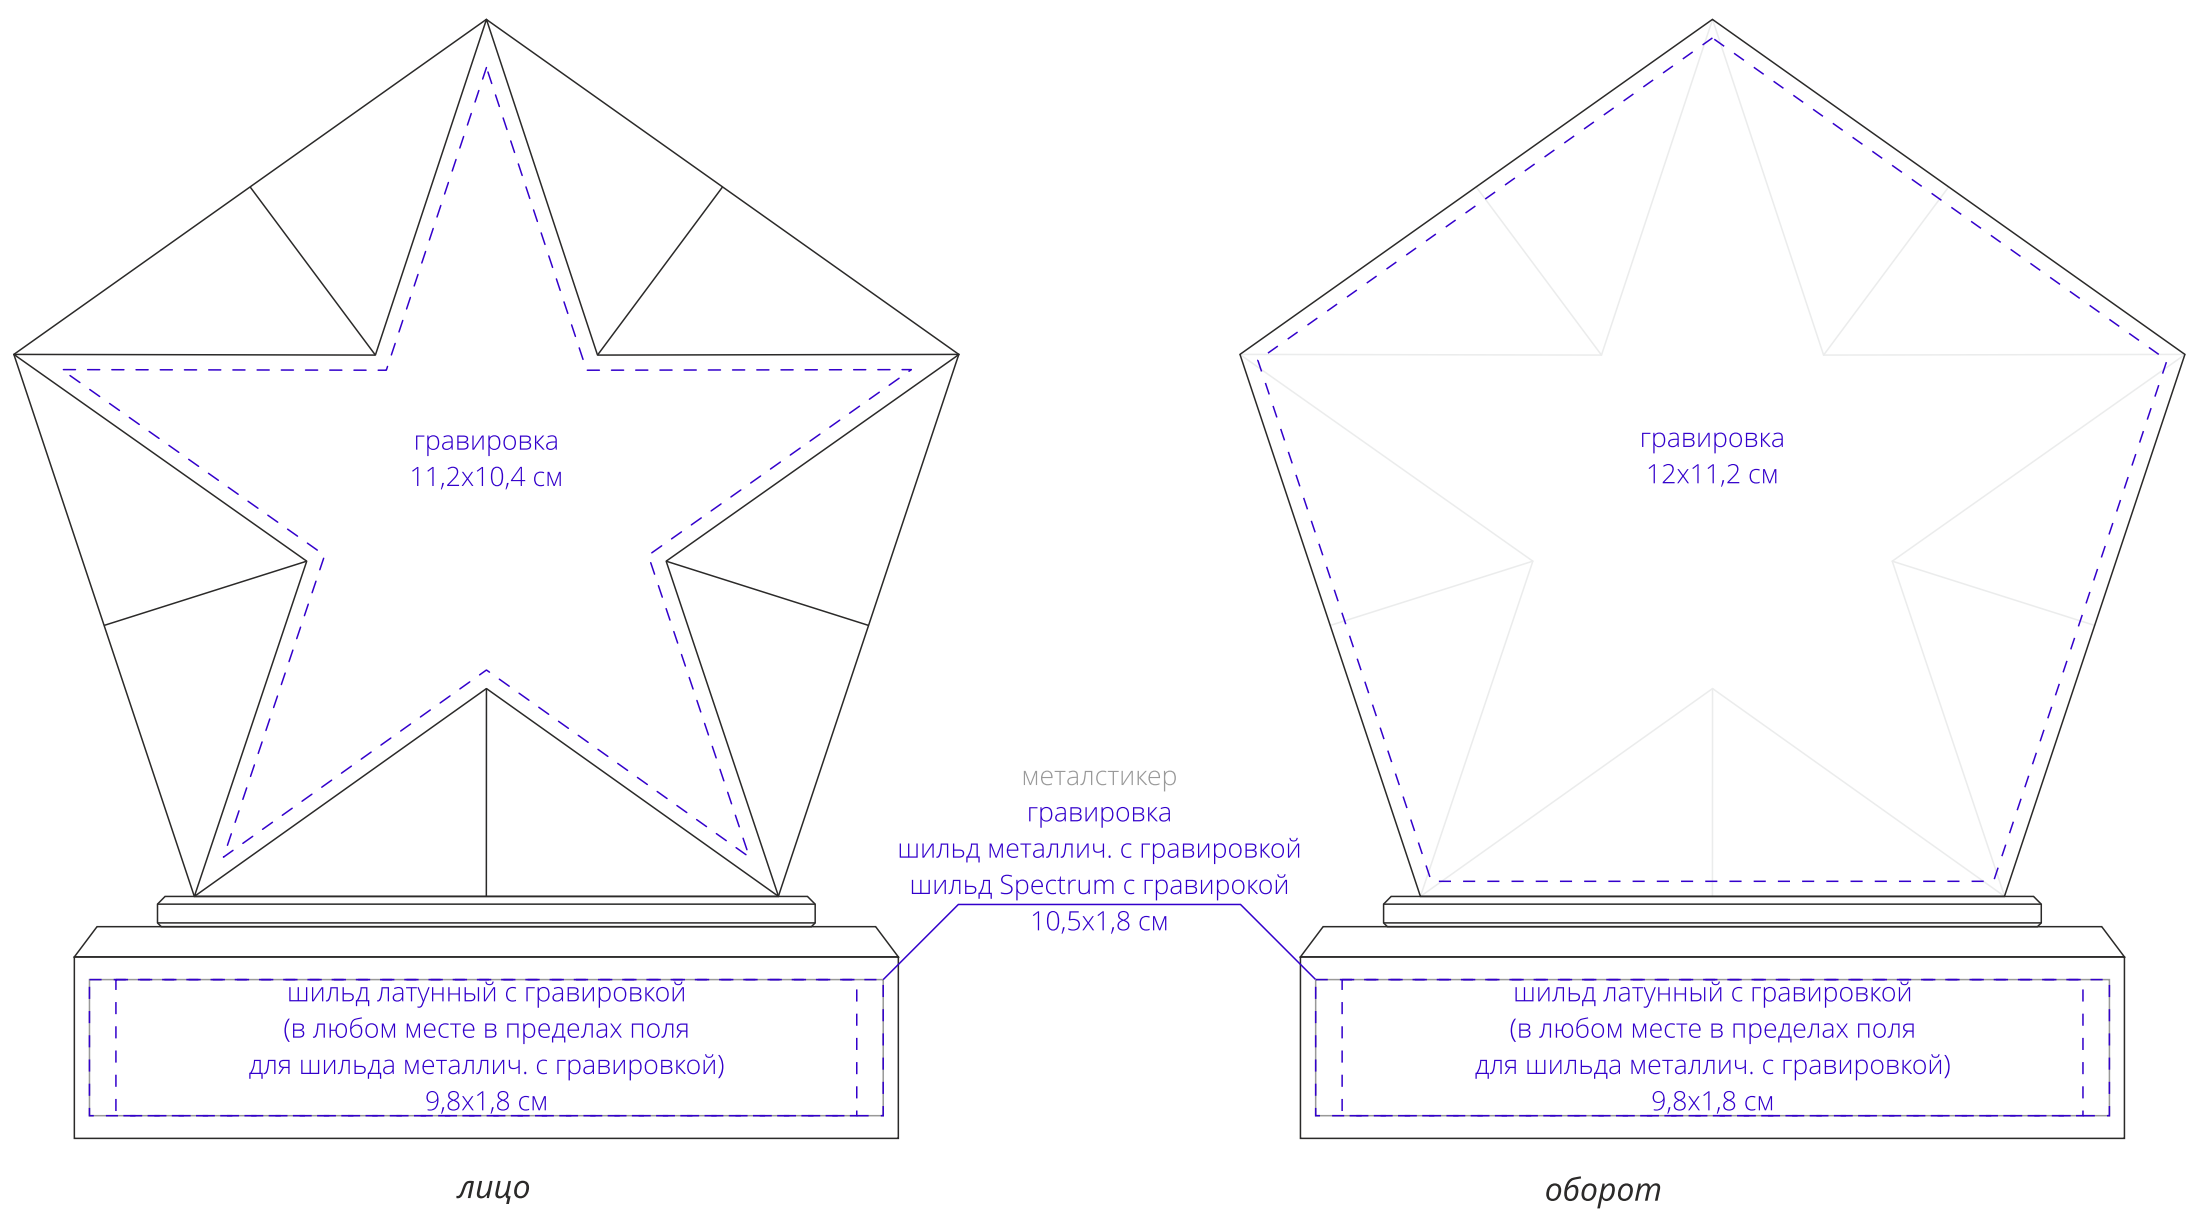 гравировка
11,2х10,4 см
гравировка
12х11,2 см
металстикер
гравировка
шильд металлич. с гравировкой
шильд Spectrum с гравирокой
10,5х1,8 см
шильд латунный с гравировкой
(в любом месте в пределах поля
для шильда металлич. с гравировкой)
9,8х1,8 см
шильд латунный с гравировкой
(в любом месте в пределах поля
для шильда металлич. с гравировкой)
9,8х1,8 см
лицо
оборот